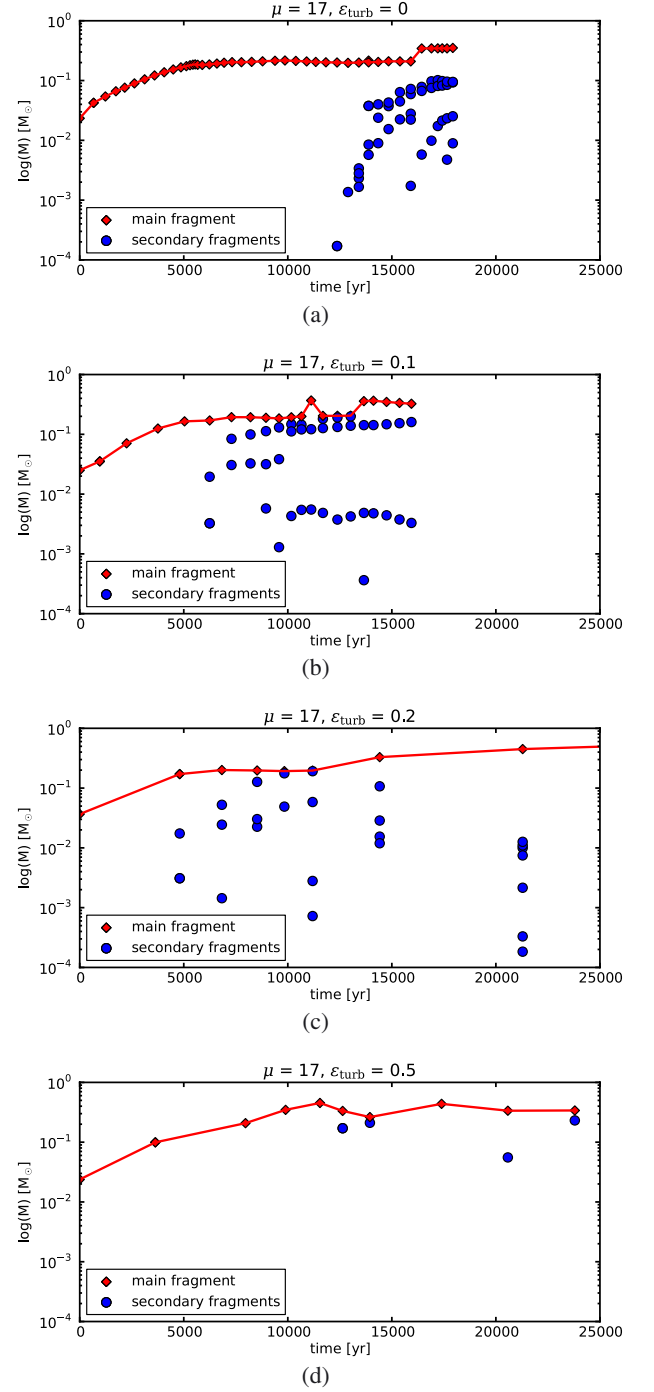 μ = 17, ε_turb = 0
10^0
10^-1
10^-2
10^-3
10^-4
log(M) [M_⊙]
main fragment
secondary fragments
0 5000 10000 15000 20000 25000
time [yr]
(a)
μ = 17, ε_turb = 0.1
10^0
10^-1
10^-2
10^-3
10^-4
log(M) [M_⊙]
main fragment
secondary fragments
0 5000 10000 15000 20000 25000
time [yr]
(b)
μ = 17, ε_turb = 0.2
10^0
10^-1
10^-2
10^-3
10^-4
log(M) [M_⊙]
main fragment
secondary fragments
0 5000 10000 15000 20000 25000
time [yr]
(c)
μ = 17, ε_turb = 0.5
10^0
10^-1
10^-2
10^-3
10^-4
log(M) [M_⊙]
main fragment
secondary fragments
0 5000 10000 15000 20000 25000
time [yr]
(d)